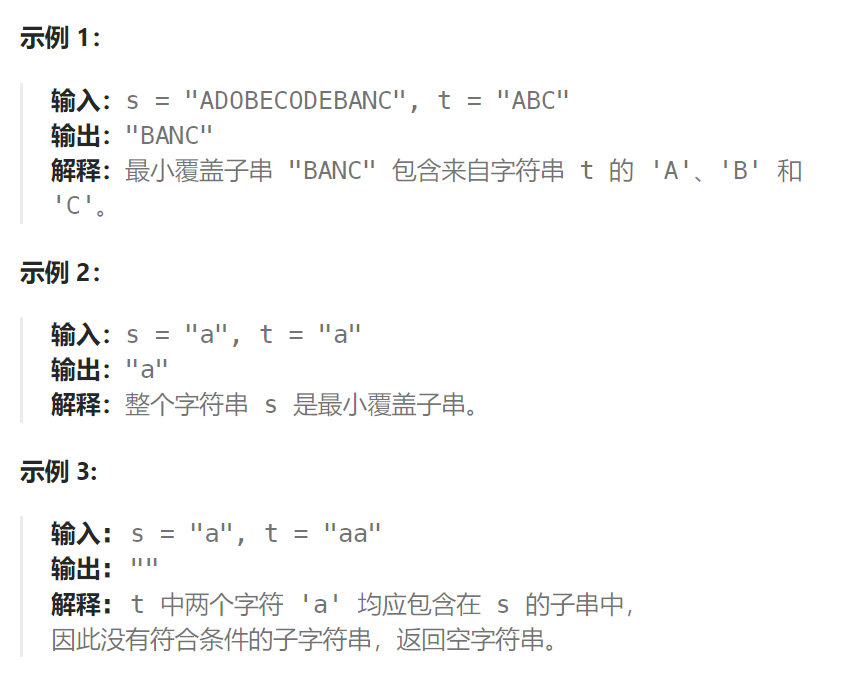 示例 1：
输入：s = "ADOBECODEBANC", t = "ABC"
输出："BANC"
解释：最小覆盖子串 "BANC" 包含来自字符串 t 的 'A'、'B' 和
'C'。
示例 2：
输入：s = "a", t = "a"
输出："a"
解释：整个字符串 s 是最小覆盖子串。
示例 3:
输入: s = "a", t = "aa"
输出: ""
解释: t 中两个字符 'a' 均应包含在 s 的子串中，
因此没有符合条件的子字符串，返回空字符串。